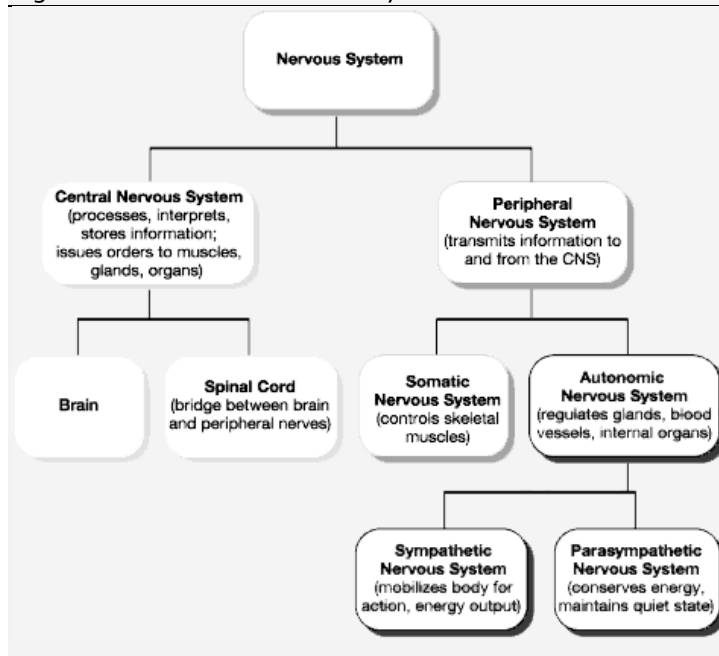 Nervous System
Central Nervous System
(processes, interprets,
stores information;
issues orders to muscles,
glands, organs)
Peripheral
Nervous System
(transmits information to
and from the CNS)
Brain
Spinal Cord
(bridge between brain
and peripheral nerves)
Somatic
Nervous System
(controls skeletal
muscles)
Autonomic
Nervous System
(regulates glands, blood
vessels, internal organs)
Sympathetic
Nervous System
(mobilizes body for
action, energy output)
Parasympathetic
Nervous System
(conserves energy,
maintains quiet state)